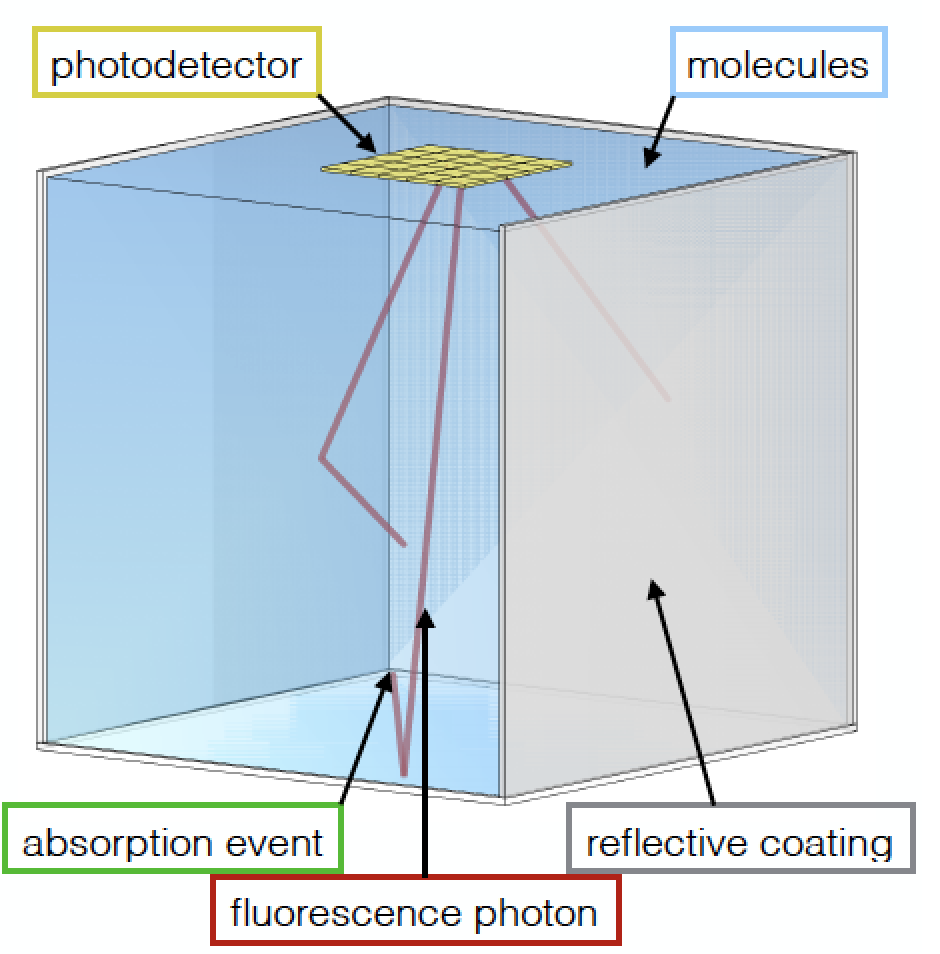 photodetector
molecules
absorption event
reflective coating
fluorescence photon